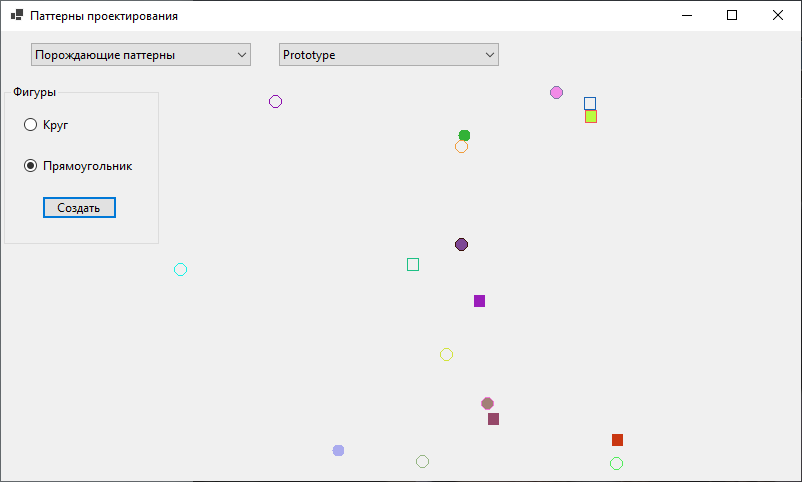 Паттерны проектирования
Порождающие паттерны
Prototype
Фигуры
Круг
Прямоугольник
Создать